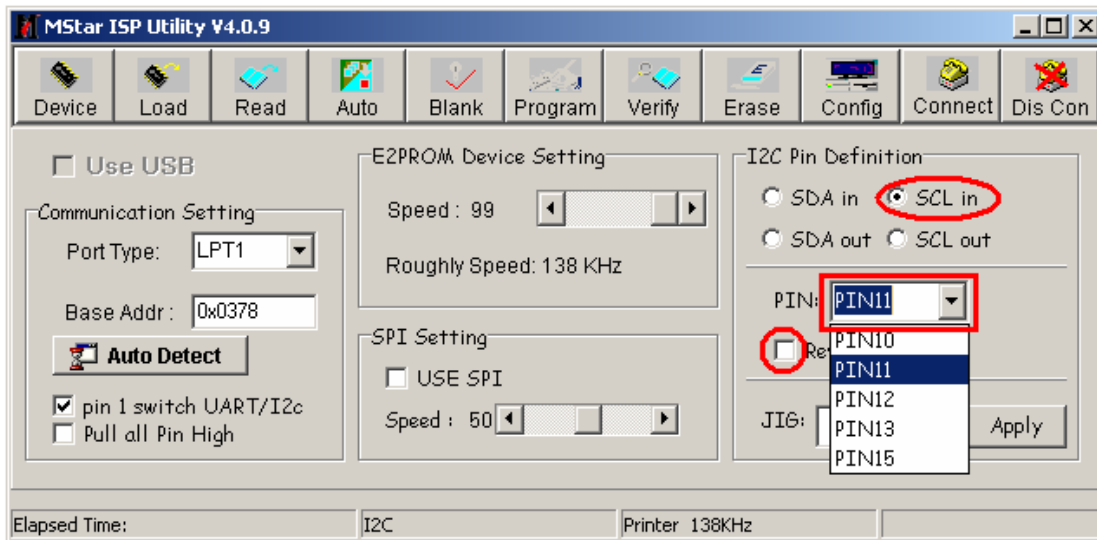 MStar ISP Utility V4.0.9
Device Load Read Auto Blank Program Verify Erase Config Connect Dis Con
Use USB
Communication Setting
Port Type: LPT1
Base Addr : 0x0378
Auto Detect
pin 1 switch UART/I2c
Pull all Pin High
E2PROM Device Setting
Speed : 99
Roughly Speed: 138 KHz
SPI Setting
USE SPI
Speed : 50
I2C Pin Definition
SDA in SCL in
SDA out SCL out
PIN: PIN11
PIN10
PIN11
PIN12
PIN13
PIN15
JIG: Apply
Elapsed Time: I2C Printer 138KHz